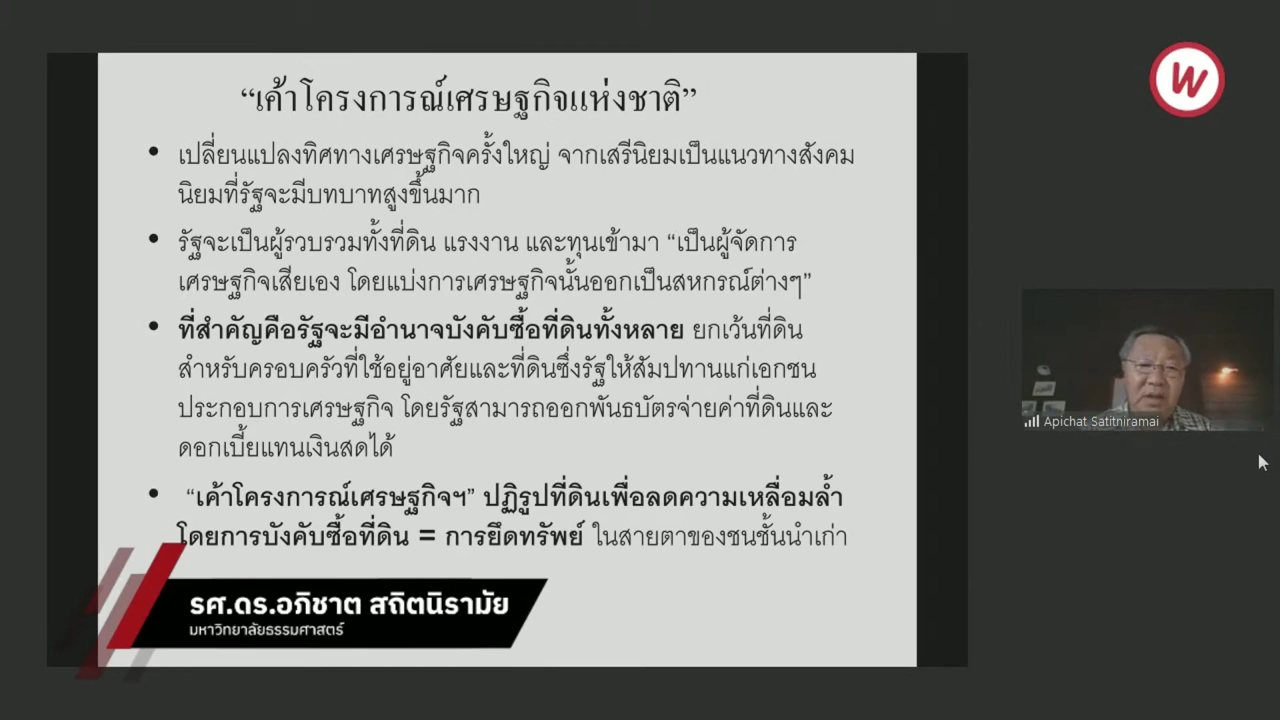 “เค้าโครงการณ์เศรษฐกิจแห่งชาติ”
• เปลี่ยนแปลงทิศทางเศรษฐกิจครั้งใหญ่ จากเสรีนิยมเป็นแนวทางสังคม
นิยมที่รัฐจะมีบทบาทสูงขึ้นมาก
• รัฐจะเป็นผู้รวบรวมทั้งที่ดิน แรงงาน และทุนเข้ามา “เป็นผู้จัดการ
เศรษฐกิจเสียเอง โดยแบ่งการเศรษฐกิจนั้นออกเป็นสหกรณ์ต่างๆ”
• ที่สำคัญคือรัฐจะมีอำนาจบังคับซื้อที่ดินทั้งหลาย ยกเว้นที่ดิน
สำหรับครอบครัวที่ใช้อยู่อาศัยและที่ดินซึ่งรัฐให้สัมปทานแก่เอกชน
ประกอบการเศรษฐกิจ โดยรัฐสามารถออกพันธบัตรจ่ายค่าที่ดินและ
ดอกเบี้ยแทนเงินสดได้
• “เค้าโครงการณ์เศรษฐกิจฯ” ปฏิรูปที่ดินเพื่อลดความเหลื่อมล้ำ
โดยการบังคับซื้อที่ดิน = การยึดทรัพย์ ในสายตาของชนชั้นนำเก่า
รศ.ดร.อภิชาต สถิตนิรามัย
มหาวิทยาลัยธรรมศาสตร์
W
Apichat Satitniramai